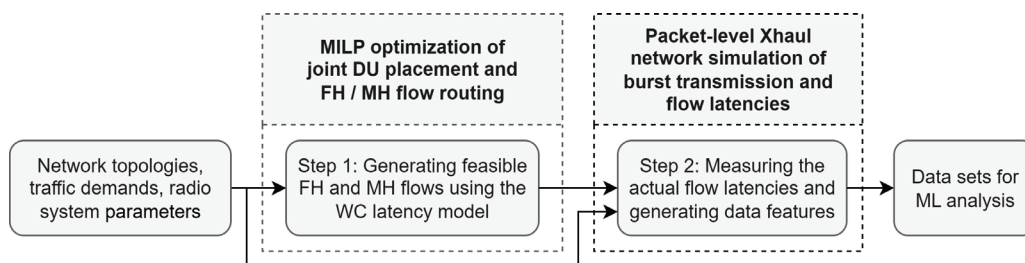 MILP optimization of
joint DU placement and
FH / MH flow routing
Packet-level Xhaul
network simulation of
burst transmission and
flow latencies
Network topologies,
traffic demands, radio
system parameters
Step 1: Generating feasible
FH and MH flows using the
WC latency model
Step 2: Measuring the
actual flow latencies and
generating data features
Data sets for
ML analysis